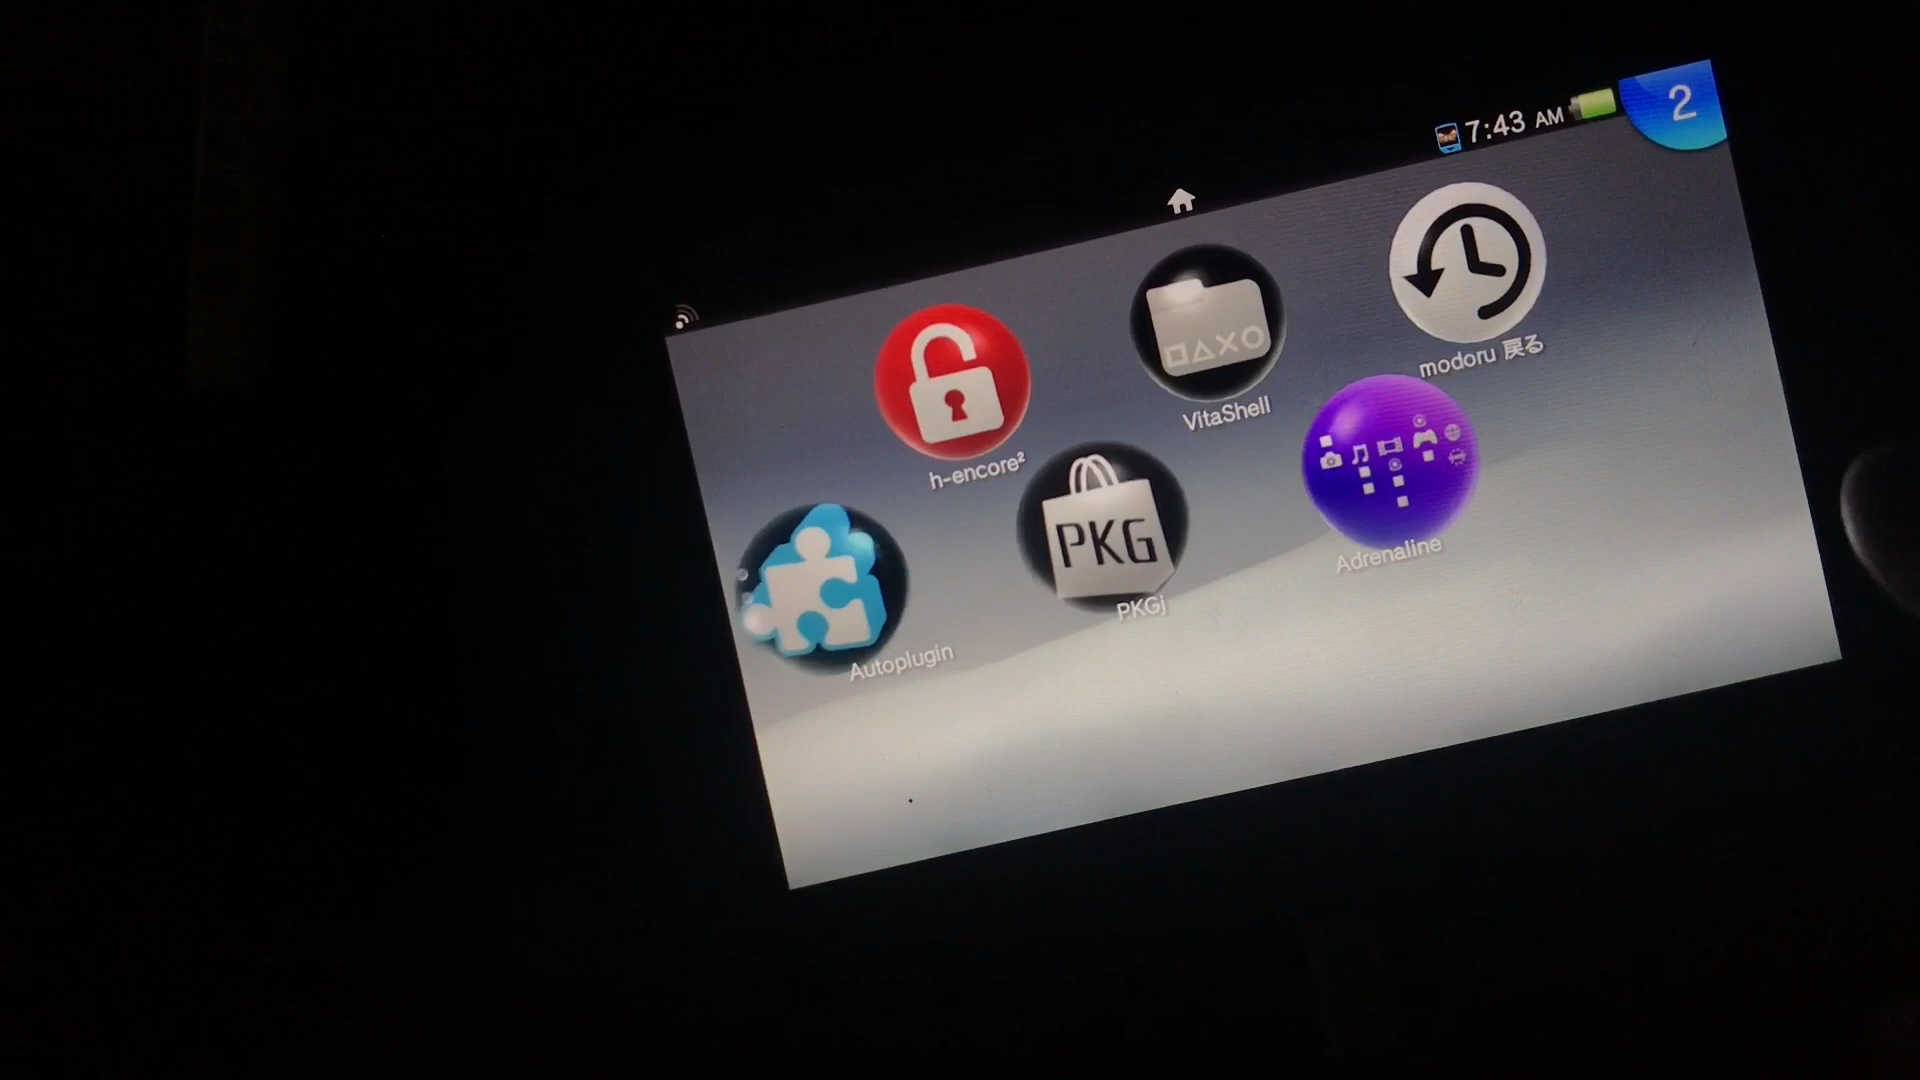 7:43 AM
2
h-encore²
VitaShell
modoru 戻る
PKG
Autoplugin
PKGj
Adrenaline